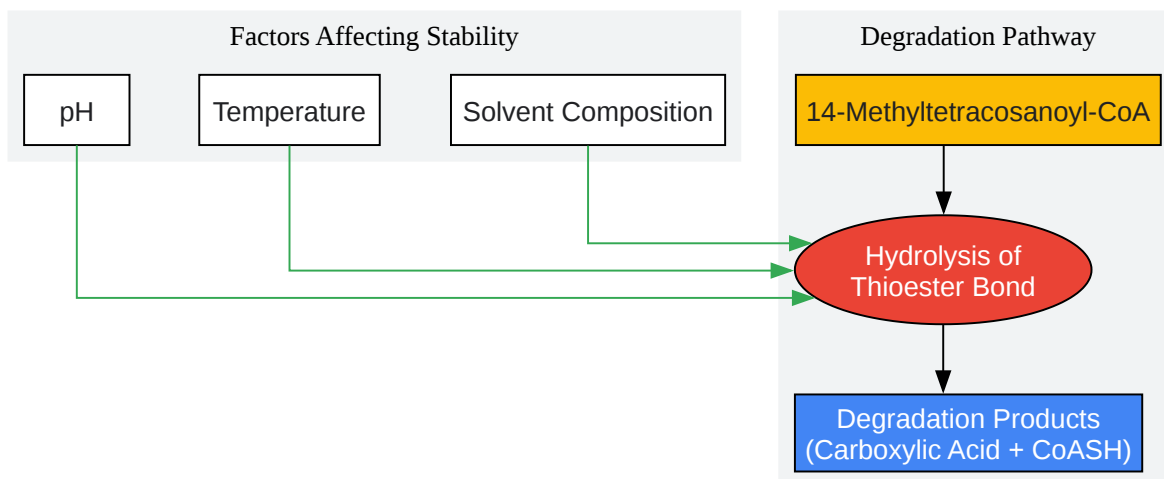 Factors Affecting Stability
pH
Temperature
Solvent Composition
Degradation Pathway
14-Methyltetracosanoyl-CoA
Hydrolysis of
Thioester Bond
Degradation Products
(Carboxylic Acid + CoASH)